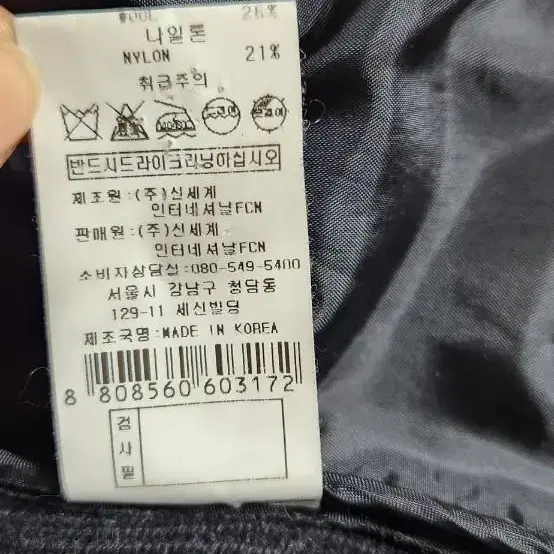 WOOL 26%
나일론
NYLON 21%
취급주의
반드시드라이크리닝하십시오
제조원 :(주)신세계
인터네셔날FCN
판매원 :(주)신세계
인터네셔날FCN
소비자상담실:080-549-5400
서울시 강남구 청담동
129-11 세신빌딩
제조국명:MADE IN KOREA
8 808560 603172
검
사
필